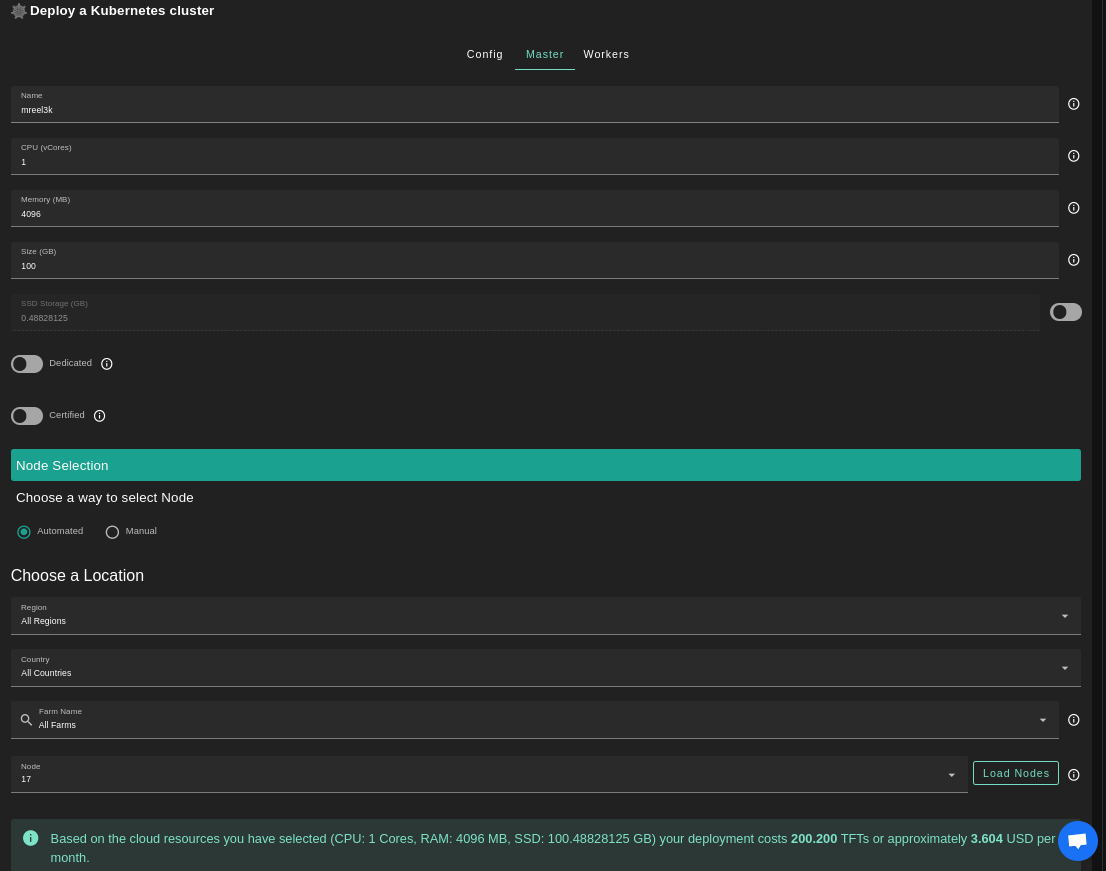 Deploy a Kubernetes cluster
Config Master Workers
Name
mreel3k
CPU (vCores)
1
Memory (MB)
4096
Size (GB)
100
SSD Storage (GB)
0.48828125
Dedicated
Certified
Node Selection
Choose a way to select Node
Automated Manual
Choose a Location
Region
All Regions
Country
All Countries
Farm Name
All Farms
Node
17
Load Nodes
Based on the cloud resources you have selected (CPU: 1 Cores, RAM: 4096 MB, SSD: 100.48828125 GB) your deployment costs 200.200 TFTs or approximately 3.604 USD per
month.